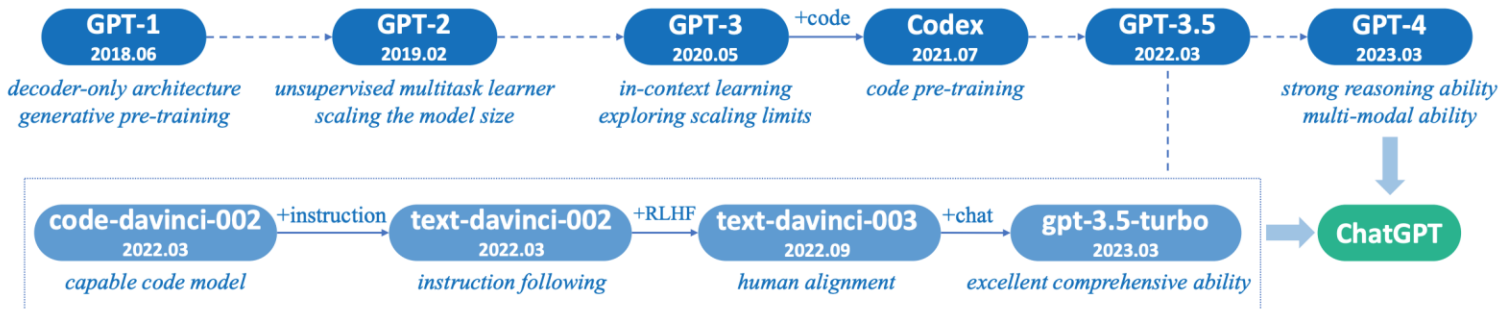 GPT-1
2018.06
decoder-only architecture
generative pre-training
GPT-2
2019.02
unsupervised multitask learner
scaling the model size
GPT-3
2020.05
in-context learning
exploring scaling limits
+code
Codex
2021.07
code pre-training
GPT-3.5
2022.03
GPT-4
2023.03
strong reasoning ability
multi-modal ability
code-davinci-002
2022.03
capable code model
+instruction
text-davinci-002
2022.03
instruction following
+RLHF
text-davinci-003
2022.09
human alignment
+chat
gpt-3.5-turbo
2023.03
excellent comprehensive ability
ChatGPT